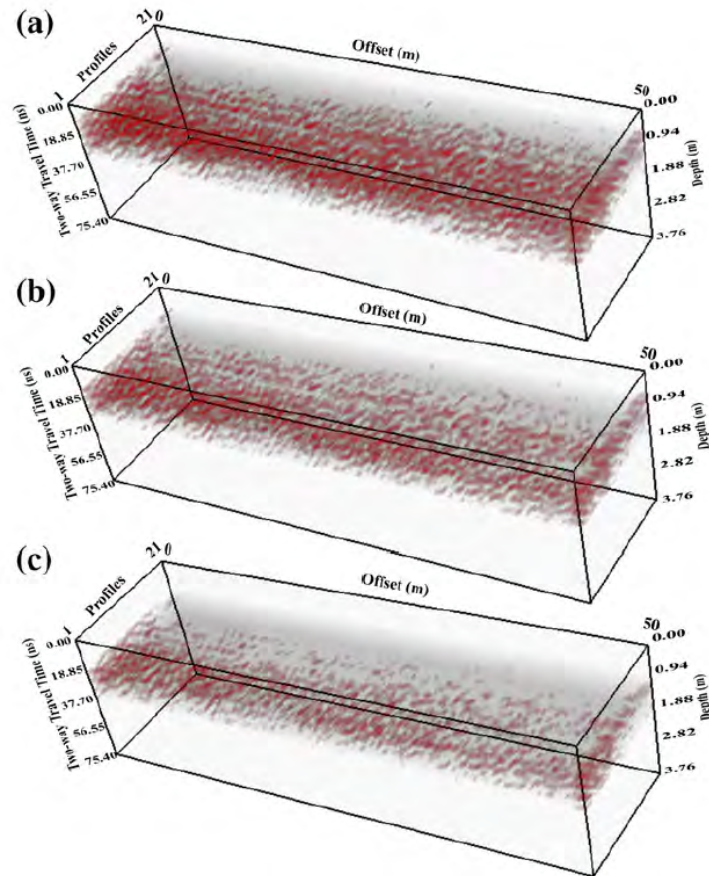 (a)
21 0
Profiles
1
Offset (m)
50
0.00
0.00
18.85
37.70
56.55
75.40
Two-way Travel Time (ns)
0.94
1.88
2.82
3.76
Depth (m)
(b)
21 0
Profiles
1
Offset (m)
50
0.00
0.00
18.85
37.70
56.55
75.40
Two-way Travel Time (ns)
0.94
1.88
2.82
3.76
Depth (m)
(c)
21 0
Profiles
1
Offset (m)
50
0.00
0.00
18.85
37.70
56.55
75.40
Two-way Travel Time (ns)
0.94
1.88
2.82
3.76
Depth (m)